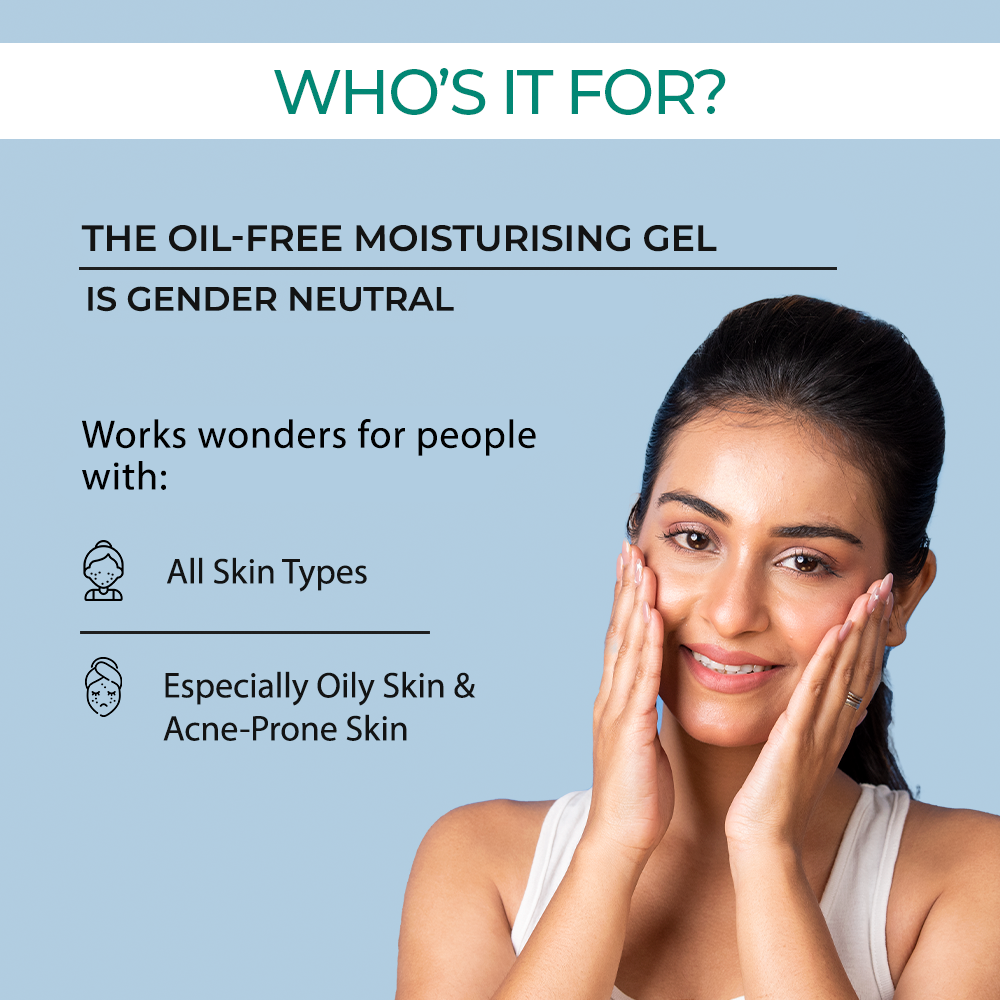 WHO'S IT FOR?
THE OIL-FREE MOISTURISING GEL
IS GENDER NEUTRAL
Works wonders for people
with:
All Skin Types
Especially Oily Skin &
Acne-Prone Skin